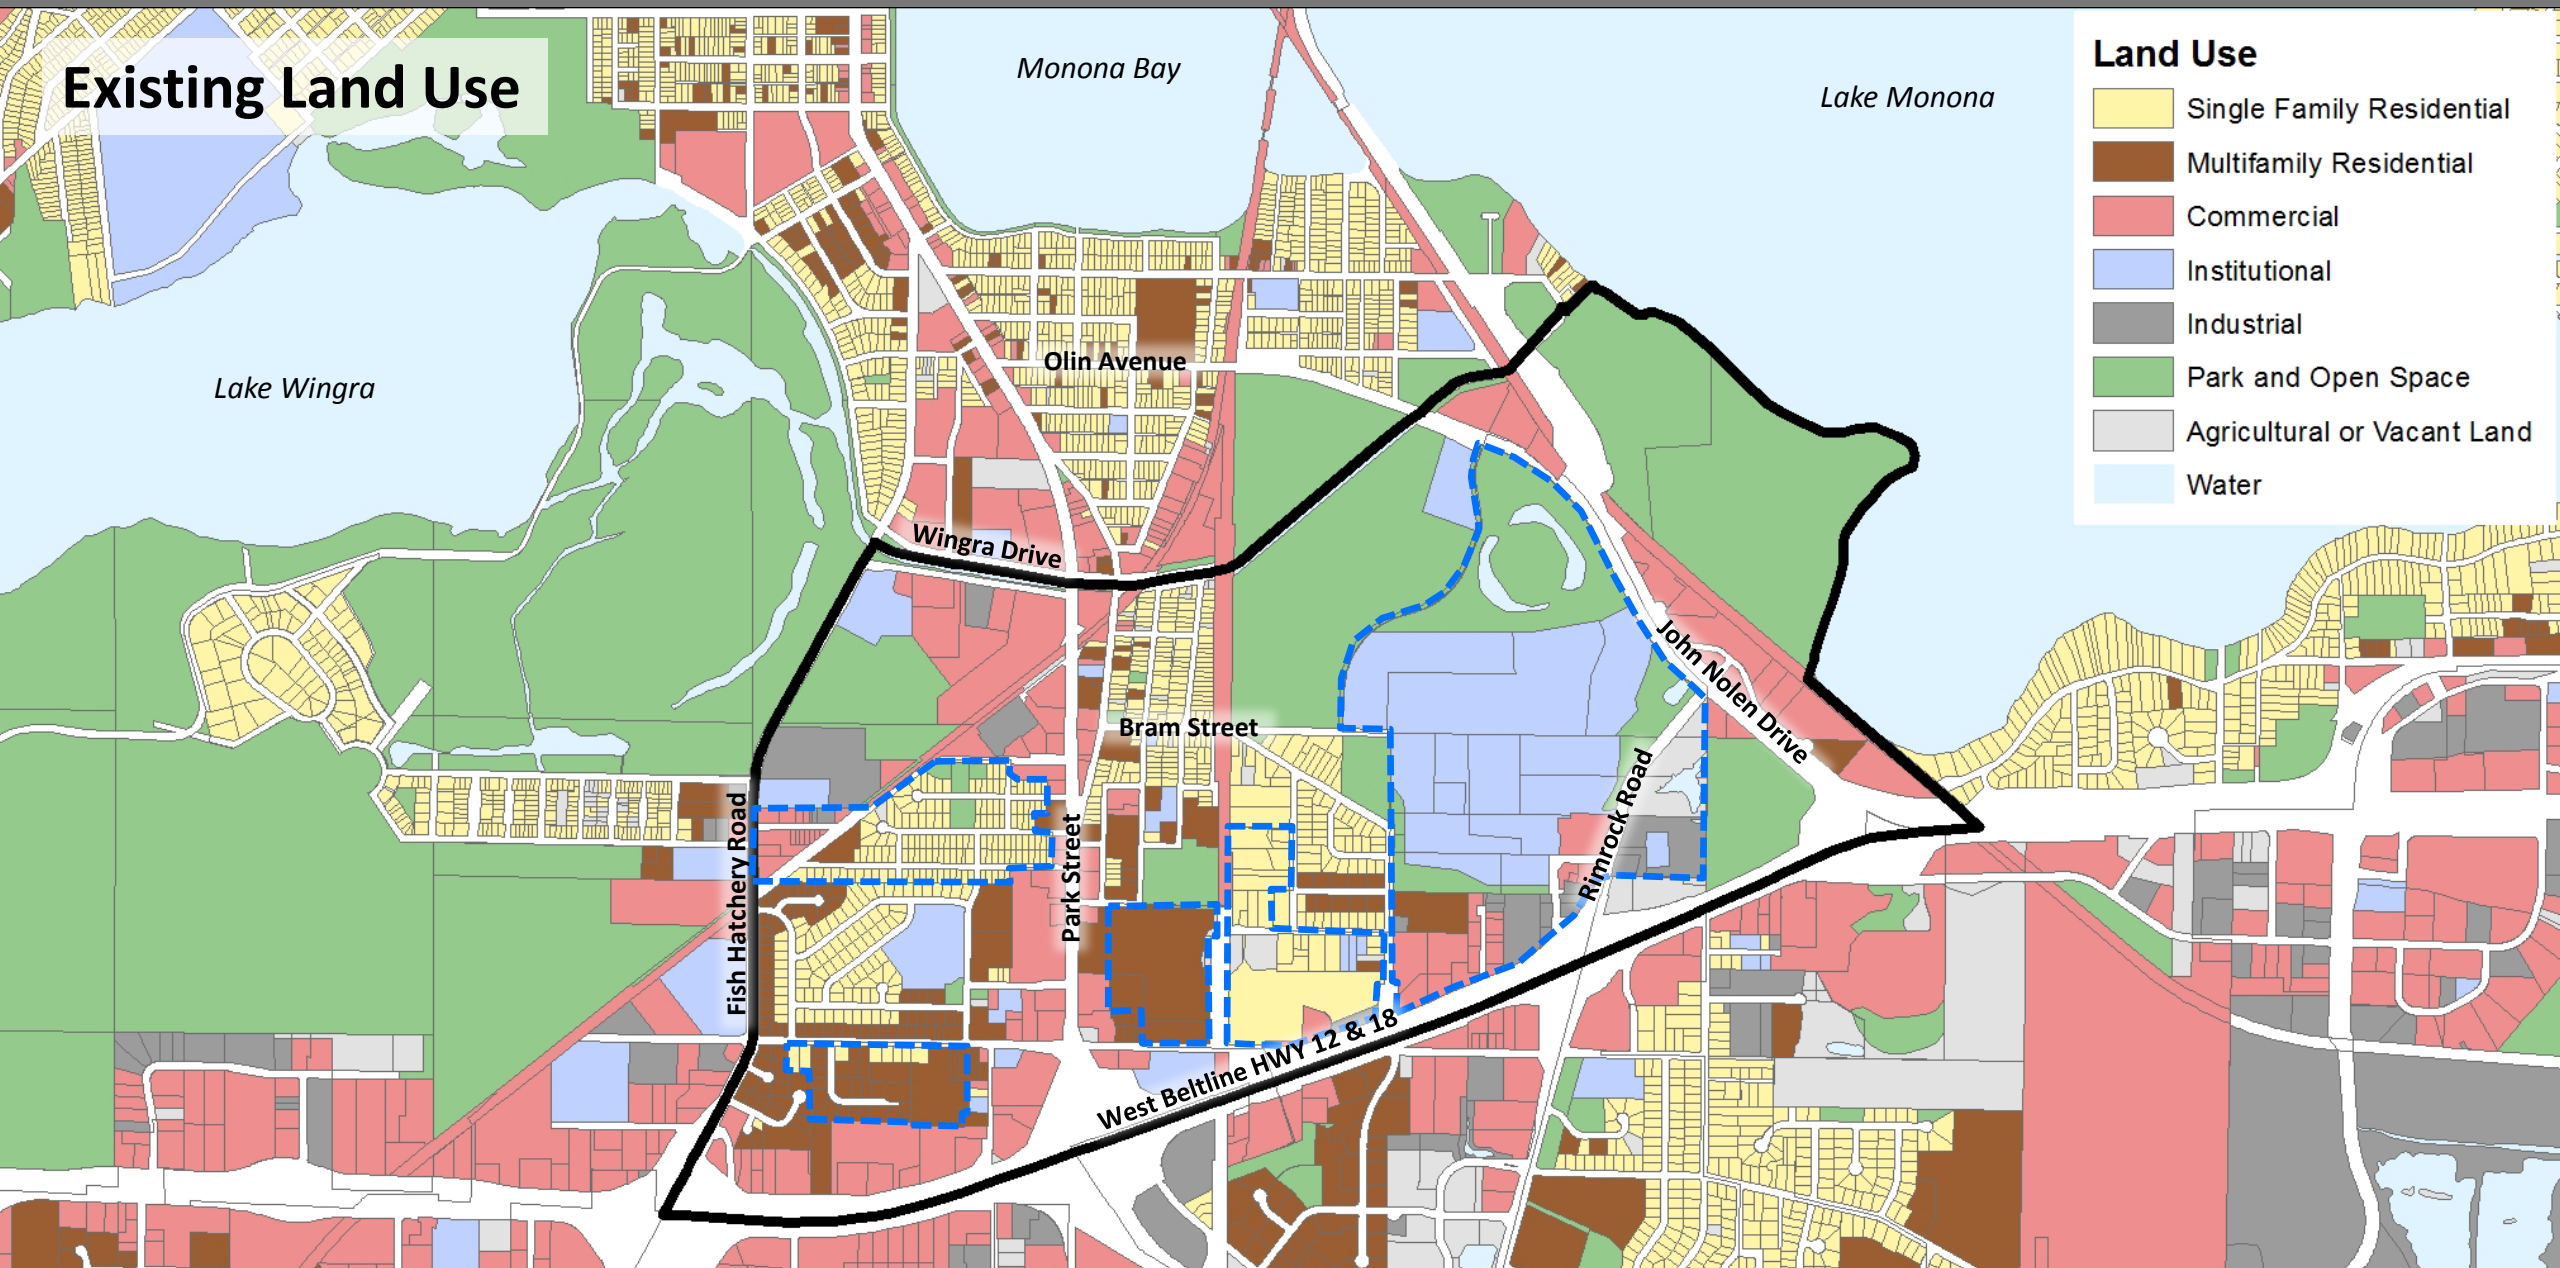 Existing Land Use
Monona Bay
Lake Monona
Land Use
Single Family Residential
Multifamily Residential
Commercial
Institutional
Industrial
Park and Open Space
Agricultural or Vacant Land
Water
Lake Wingra
Olin Avenue
Wingra Drive
John Nolen Drive
Bram Street
Rimrock Road
Fish Hatchery Road
Park Street
West Beltline HWY 12 & 18